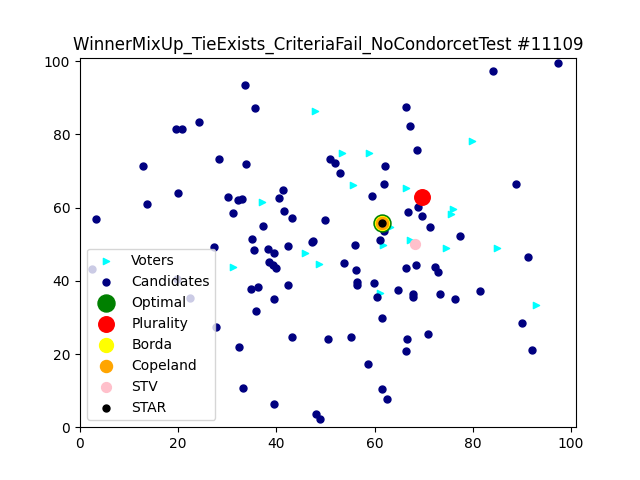 WinnerMixUp_TieExists_CriteriaFail_NoCondorcetTest #11109
100
80
60
40
20
0
Voters
Candidates
Optimal
Plurality
Borda
Copeland
STV
STAR
0 20 40 60 80 100